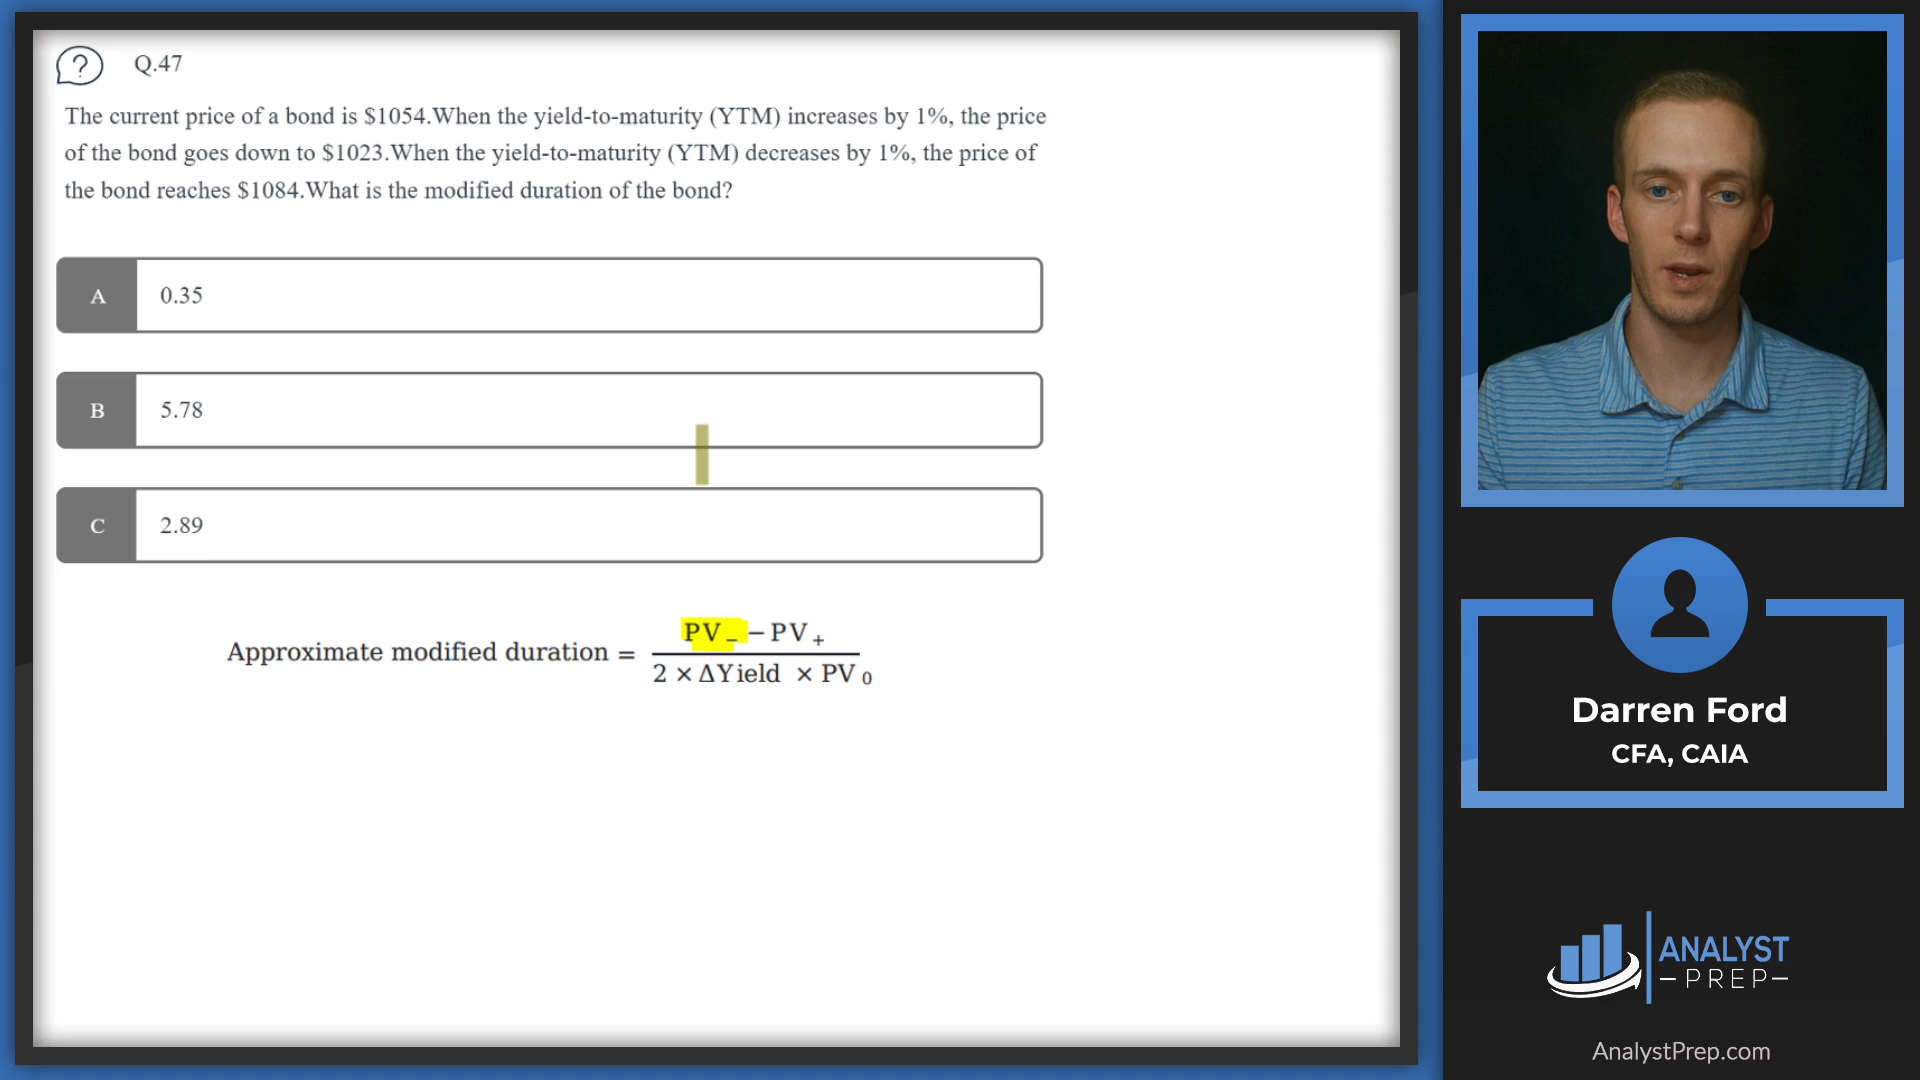 ?
Q.47
The current price of a bond is $1054.When the yield-to-maturity (YTM) increases by 1%, the price
of the bond goes down to $1023.When the yield-to-maturity (YTM) decreases by 1%, the price of
the bond reaches $1084.What is the modified duration of the bond?
A 0.35
B 5.78
C 2.89
Approximate modified duration = PV₋ − PV₊
2 × ΔYield × PV₀
Darren Ford
CFA, CAIA
ANALYST
PREP
AnalystPrep.com